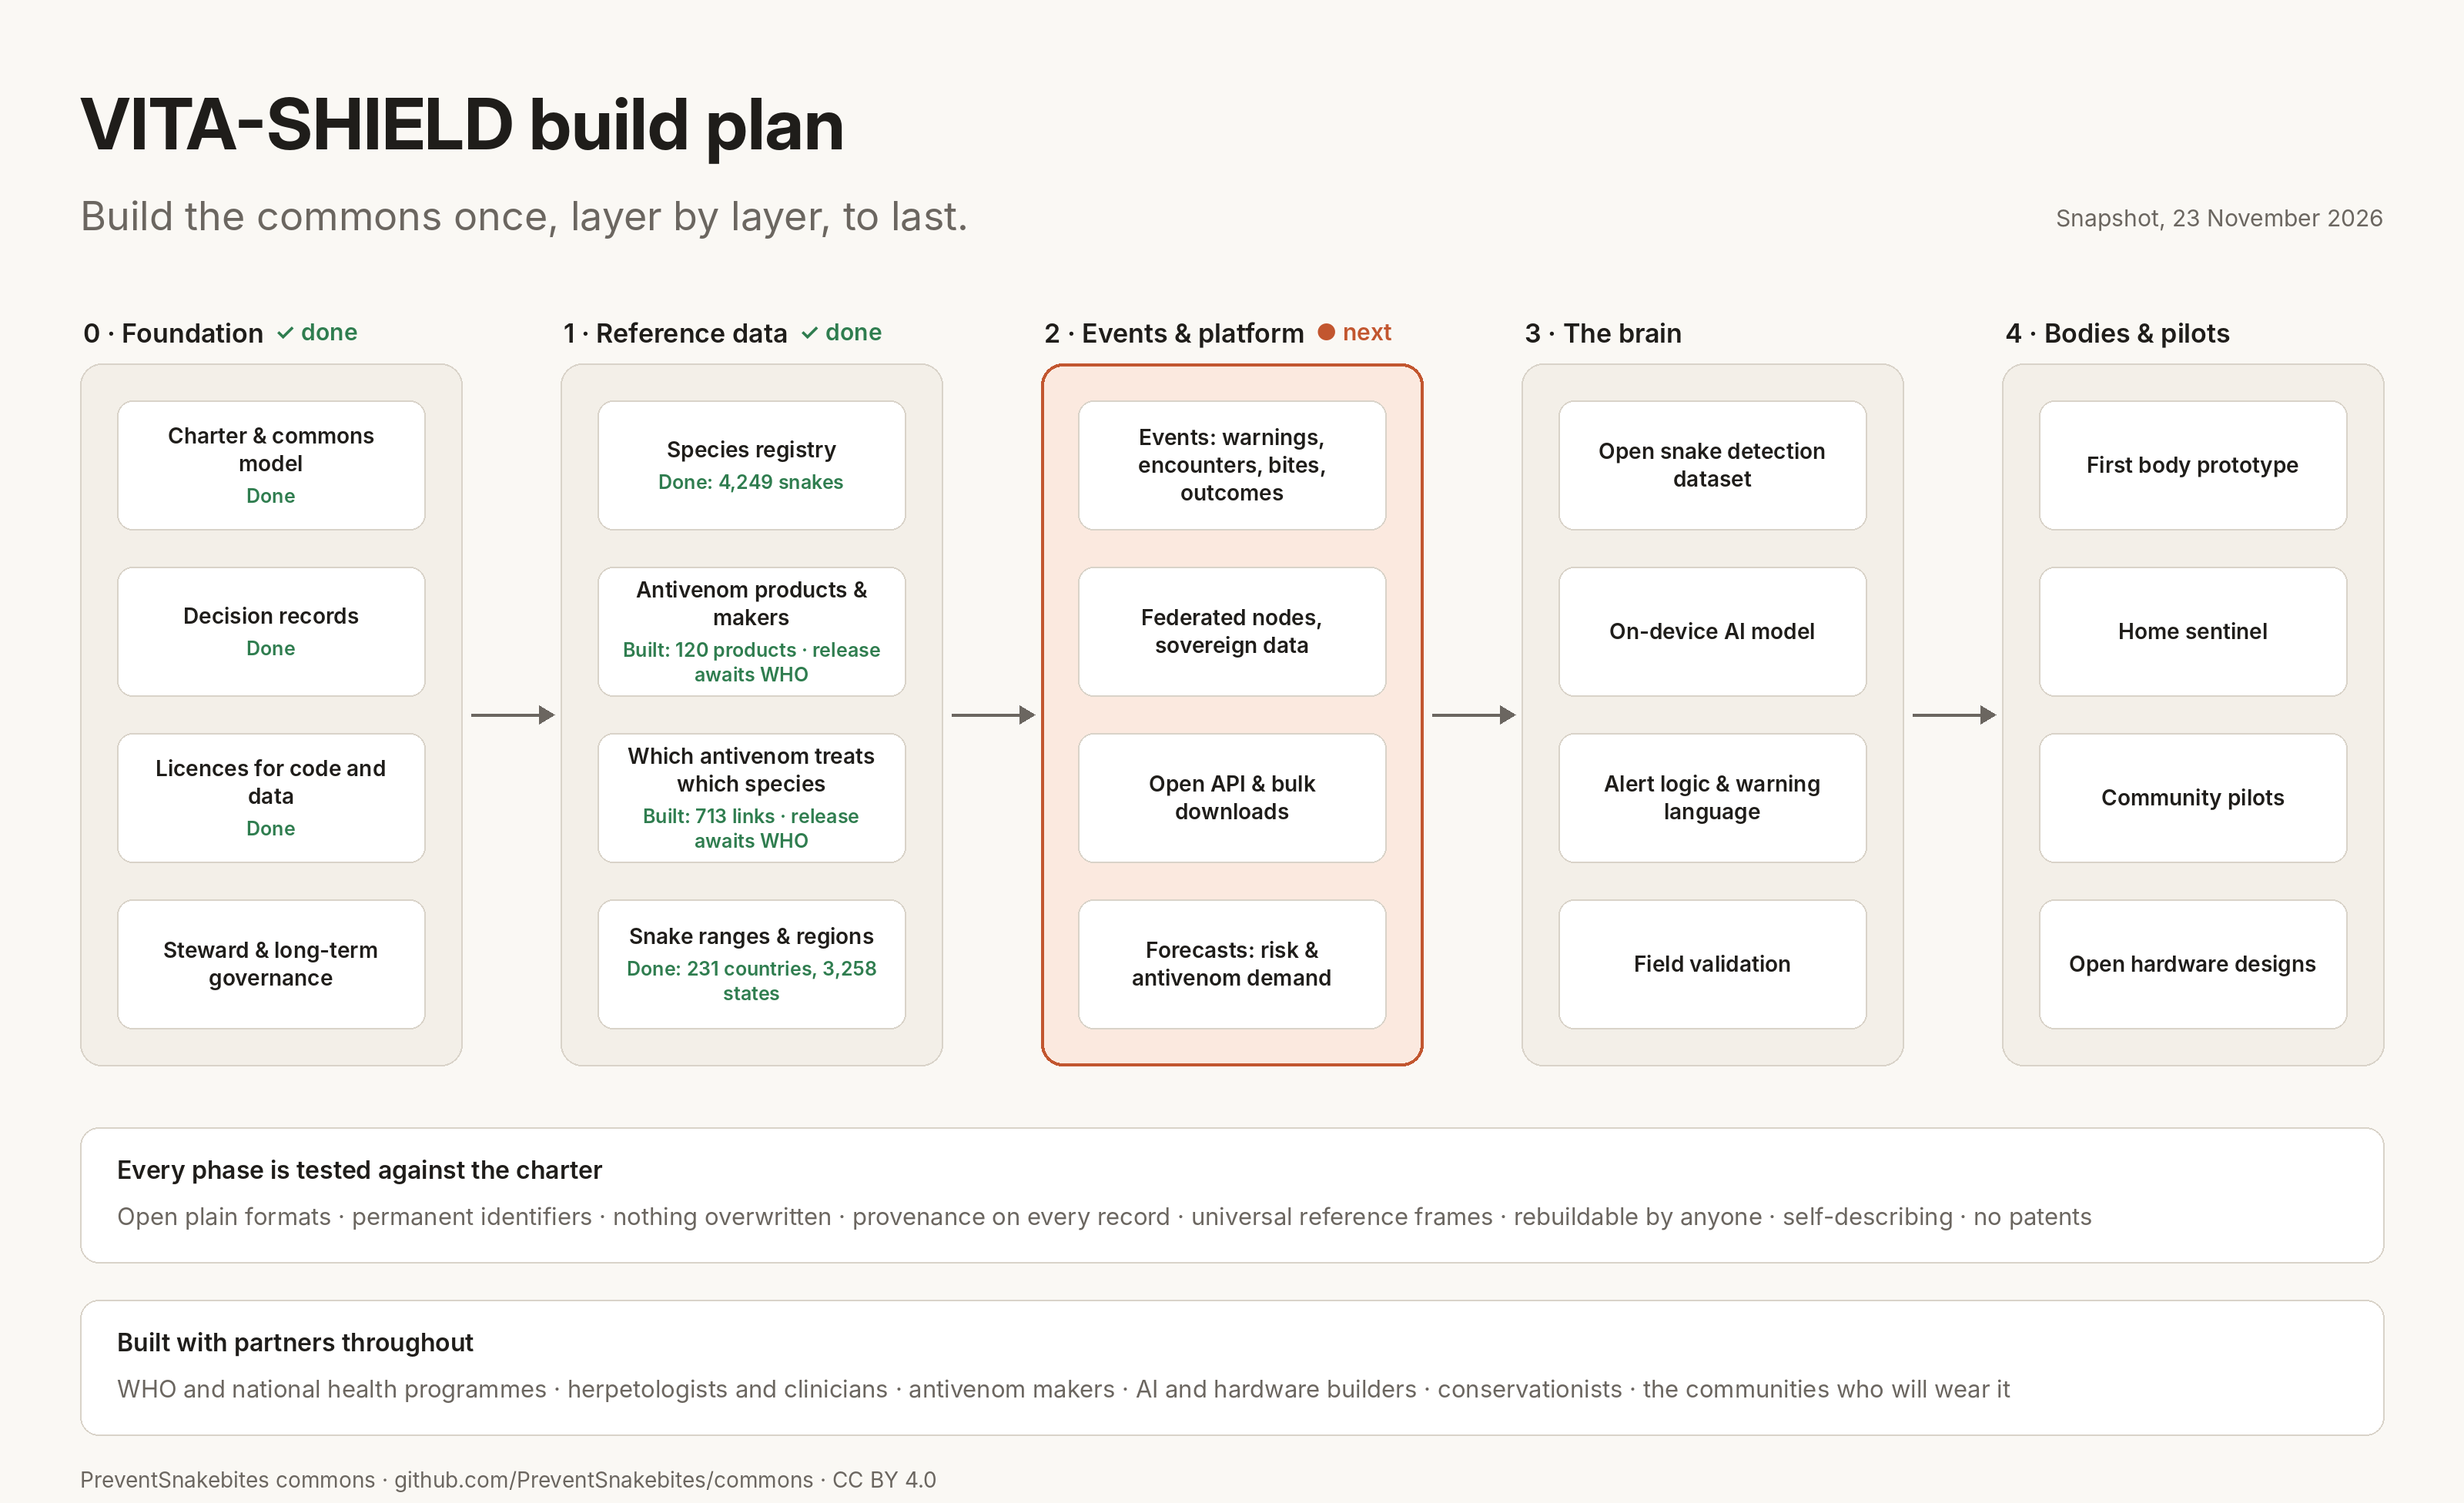 VITA-SHIELD build plan
Build the commons once, layer by layer, to last.
Snapshot, 23 November 2026
0 · Foundation ✓ done
Charter & commons
model
Done
Decision records
Done
Licences for code and
data
Done
Steward & long-term
governance
1 · Reference data ✓ done
Species registry
Done: 4,249 snakes
Antivenom products &
makers
Built: 120 products · release
awaits WHO
Which antivenom treats
which species
Built: 713 links · release
awaits WHO
Snake ranges & regions
Done: 231 countries, 3,258
states
2 · Events & platform ● next
Events: warnings,
encounters, bites,
outcomes
Federated nodes,
sovereign data
Open API & bulk
downloads
Forecasts: risk &
antivenom demand
3 · The brain
Open snake detection
dataset
On-device AI model
Alert logic & warning
language
Field validation
4 · Bodies & pilots
First body prototype
Home sentinel
Community pilots
Open hardware designs
Every phase is tested against the charter
Open plain formats · permanent identifiers · nothing overwritten · provenance on every record · universal reference frames · rebuildable by anyone · self-describing · no patents
Built with partners throughout
WHO and national health programmes · herpetologists and clinicians · antivenom makers · AI and hardware builders · conservationists · the communities who will wear it
PreventSnakebites commons · github.com/PreventSnakebites/commons · CC BY 4.0